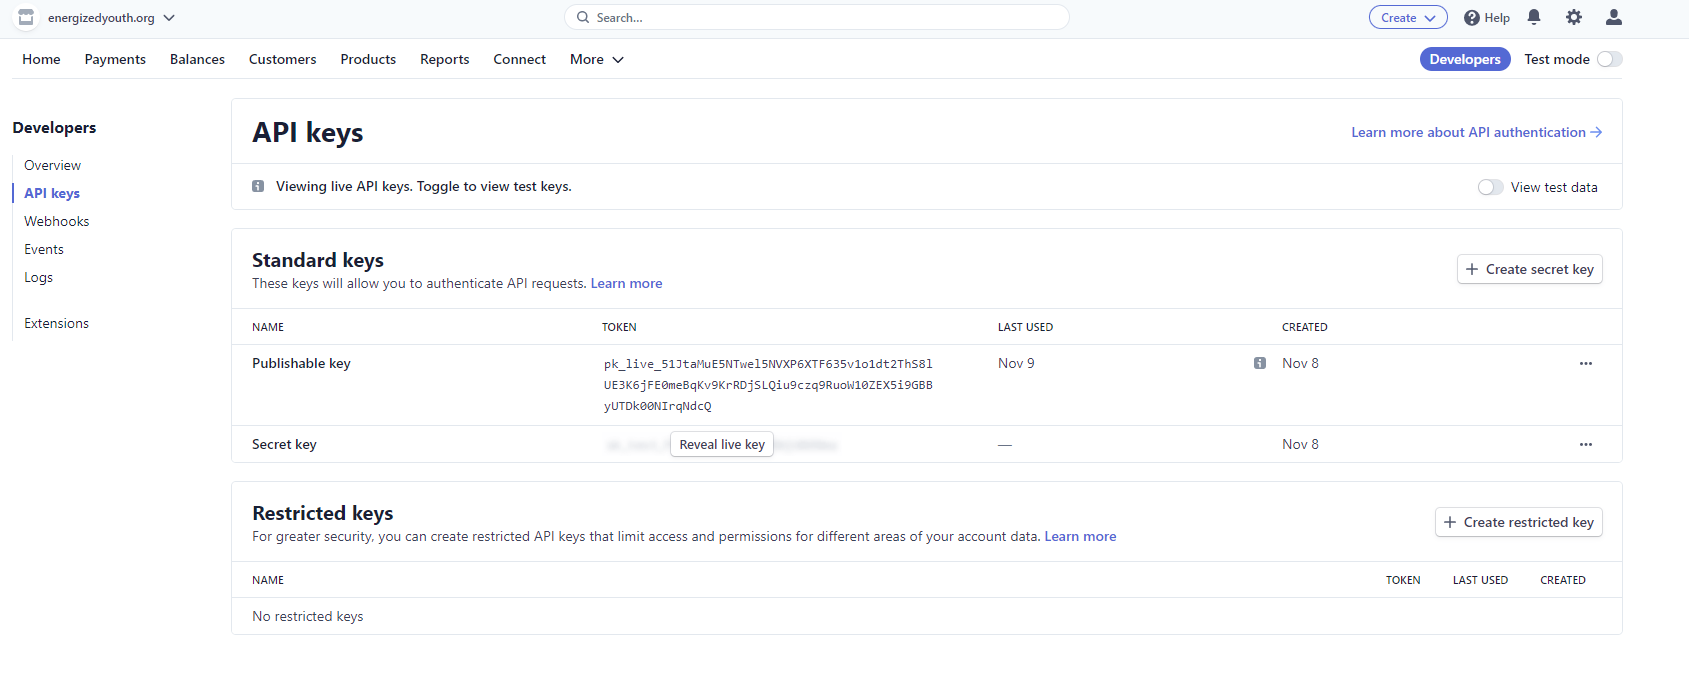 energizedyouth.org
Search...
Create
Help
Home Payments Balances Customers Products Reports Connect More
Developers Test mode
Developers
Overview
API keys
Webhooks
Events
Logs
Extensions
API keys
Learn more about API authentication
Viewing live API keys. Toggle to view test keys.
View test data
Standard keys
These keys will allow you to authenticate API requests. Learn more
Create secret key
NAME TOKEN LAST USED CREATED
Publishable key pk_live_51JtaMuE5NTwel5NVXP6XTF635v1o1dt2ThS8l Nov 9 Nov 8
UE3K6jFE0meBqKv9KrRDjSLQiu9czq9RuoW10ZEX5i9GBB
yUTDk00NIrqNdcQ
Secret key Reveal live key — Nov 8
Restricted keys
For greater security, you can create restricted API keys that limit access and permissions for different areas of your account data. Learn more
Create restricted key
NAME TOKEN LAST USED CREATED
No restricted keys